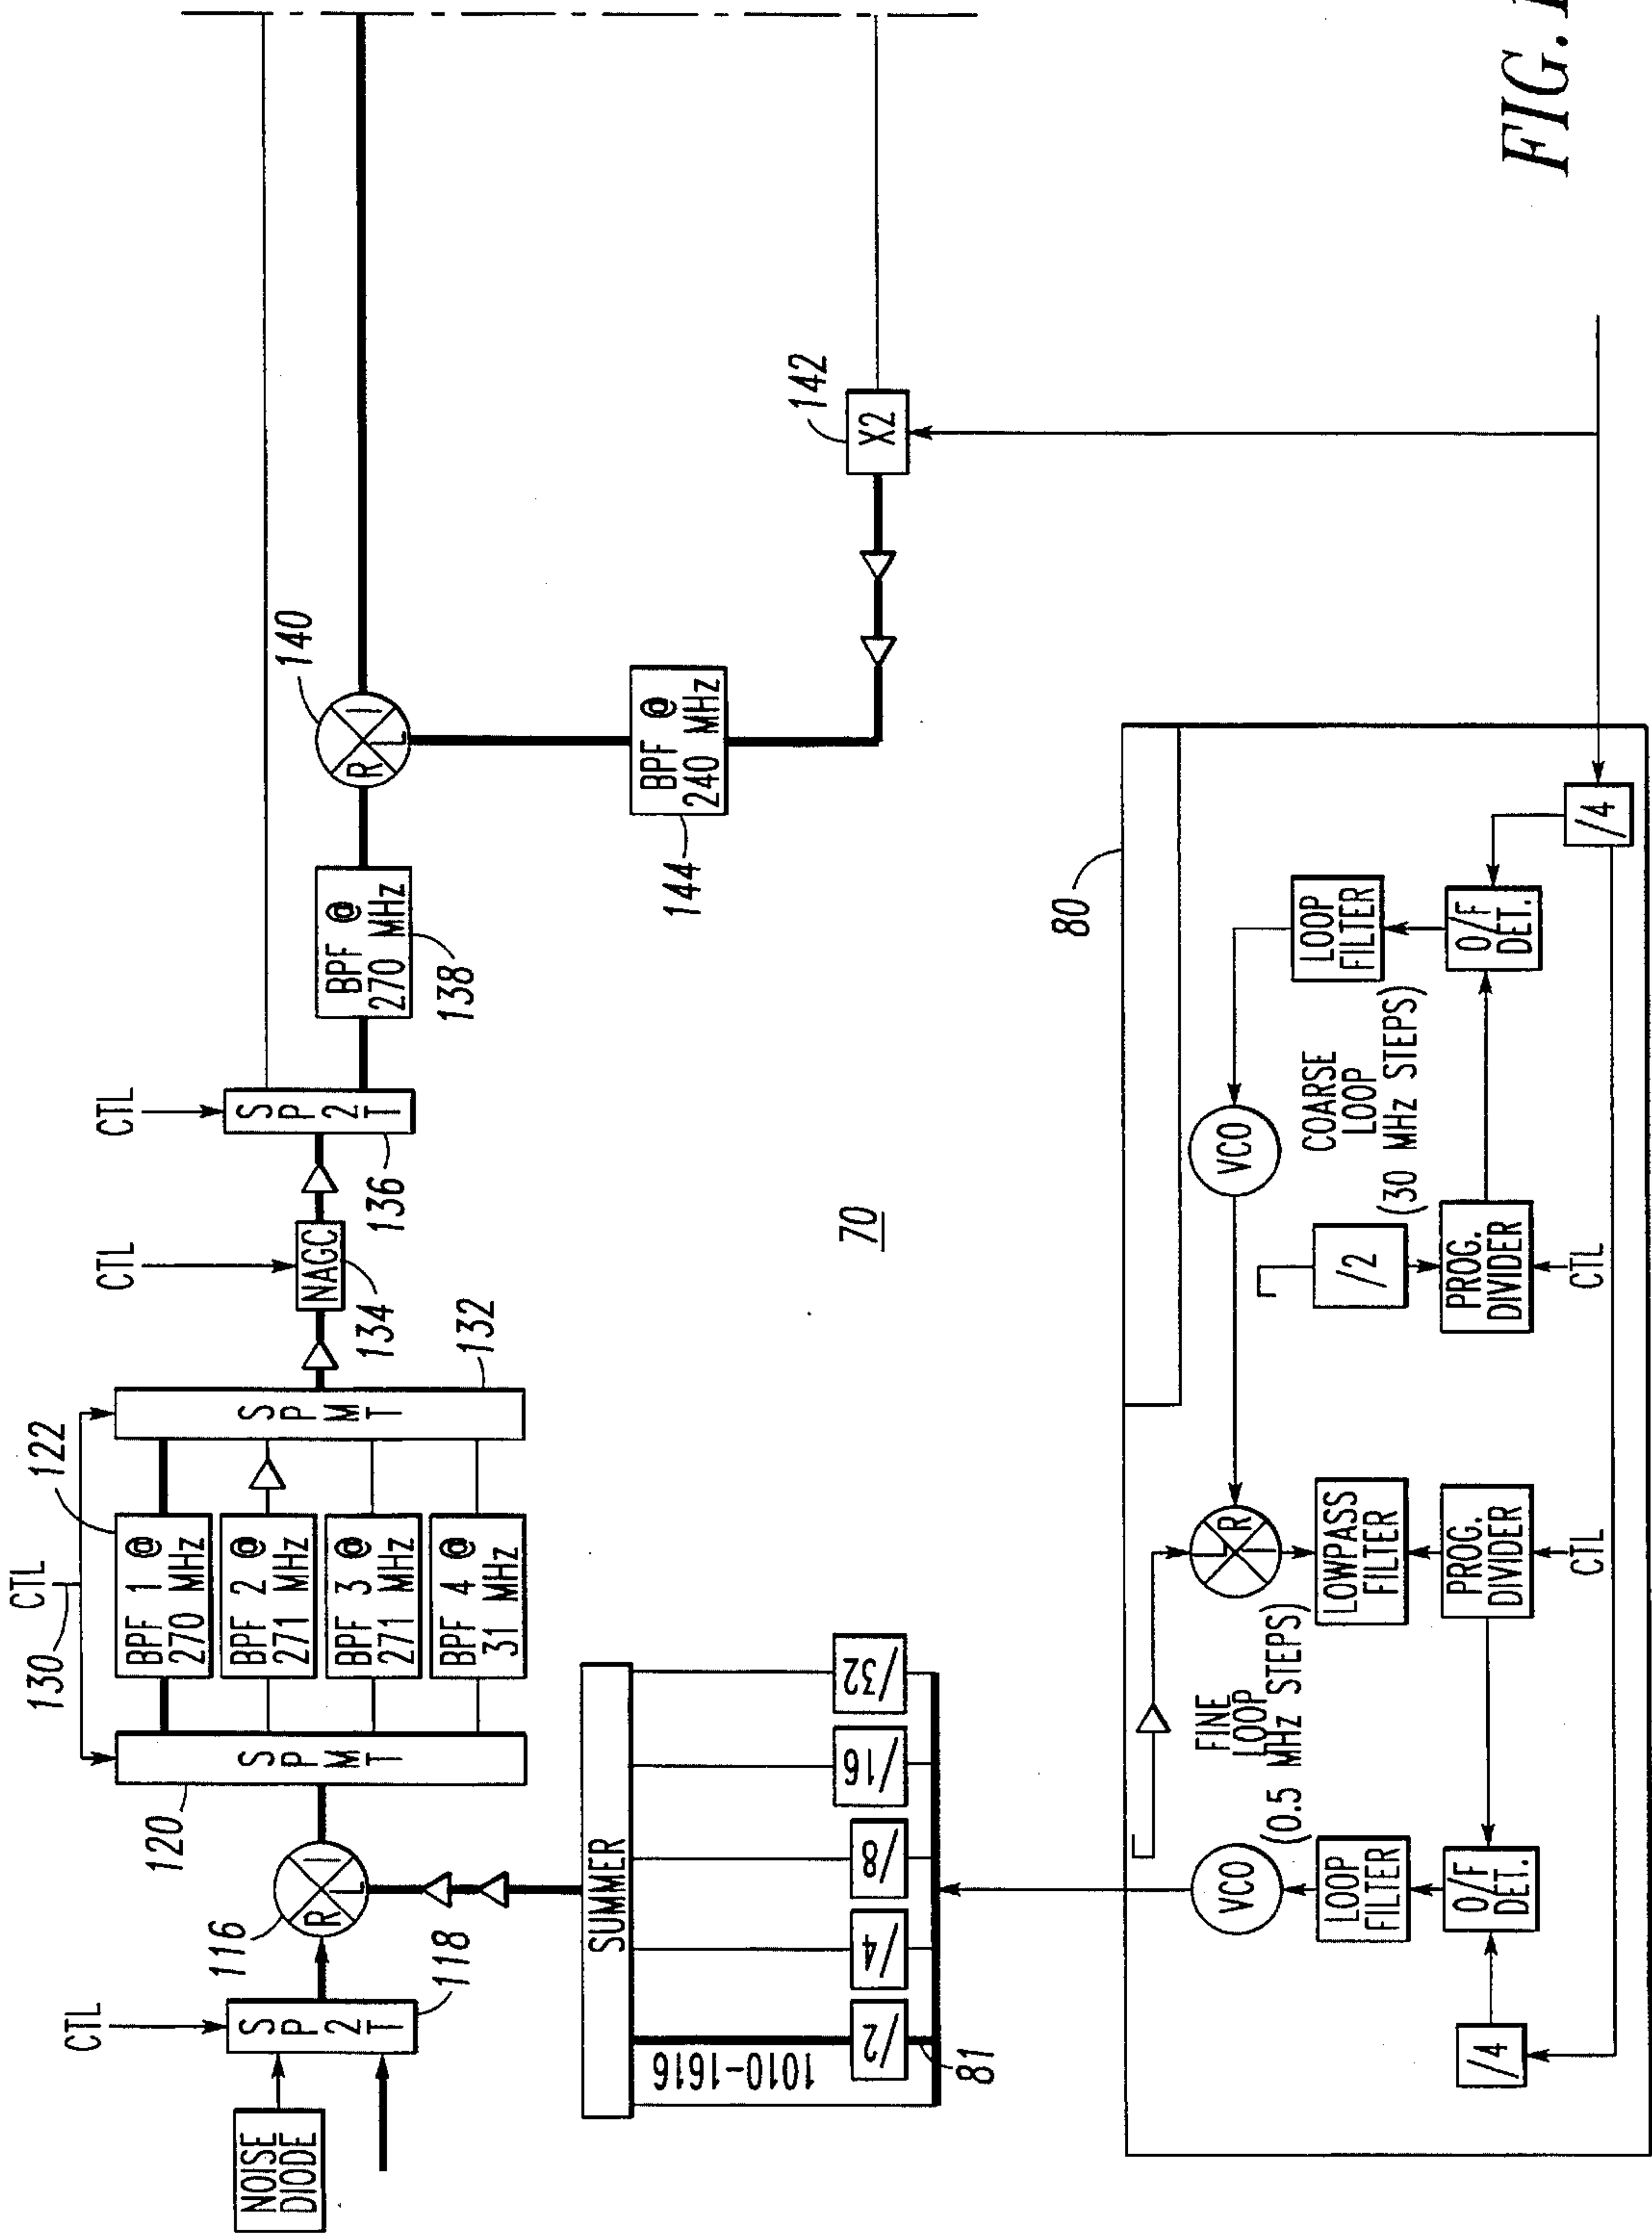 NOISE
DIODE
CTL
SP2T
118
116
R
L
I
120
SPMT
CTL
130
122
BPF 1 @
270 MHz
BPF 2 @
271 MHz
BPF 3 @
271 MHz
BPF 4 @
31 MHz
SPMT
132
CTL
NAGC
134
CTL
SP2T
136
BPF @
270 MHz
138
140
R
L
I
BPF @
240 MHz
144
142
X2
SUMMER
1010-1616
/2
/4
/8
/16
/32
81
70
80
VCO
LOOP
FILTER
O/F
DET.
/4
FINE
LOOP
(0.5 MHz STEPS)
L
R
I
LOWPASS
FILTER
PROG.
DIVIDER
CTL
VCO
COARSE
LOOP
(30 MHz STEPS)
/2
PROG.
DIVIDER
CTL
LOOP
FILTER
O/F
DET.
/4